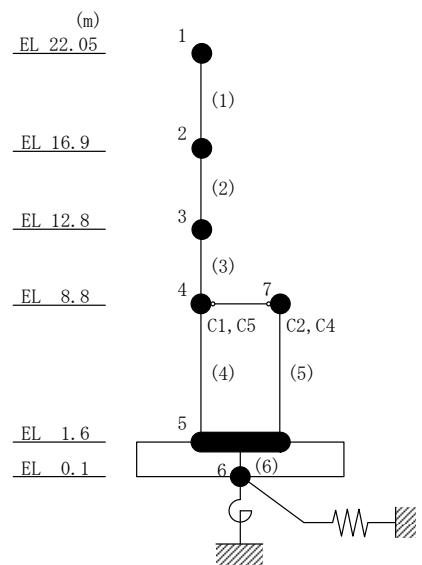 (m)
EL 22.05
1
(1)
EL 16.9
2
(2)
EL 12.8
3
(3)
EL 8.8
4
7
C1,C5
C2,C4
(4)
(5)
5
EL 1.6
EL 0.1
6
(6)